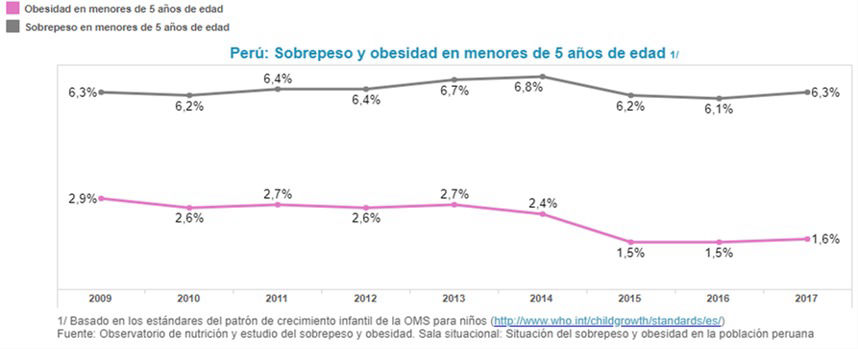 Obesidad en menores de 5 años de edad
Sobrepeso en menores de 5 años de edad
Perú: Sobrepeso y obesidad en menores de 5 años de edad 1/
6,3% 6,2% 6,4% 6,4% 6,7% 6,8% 6,2% 6,1% 6,3%
2,9% 2,6% 2,7% 2,6% 2,7% 2,4% 1,5% 1,5% 1,6%
2009 2010 2011 2012 2013 2014 2015 2016 2017
1/ Basado en los estándares del patrón de crecimiento infantil de la OMS para niños (http://www.who.int/childgrowth/standards/es/)
Fuente: Observatorio de nutrición y estudio del sobrepeso y obesidad. Sala situacional: Situación del sobrepeso y obesidad en la población peruana